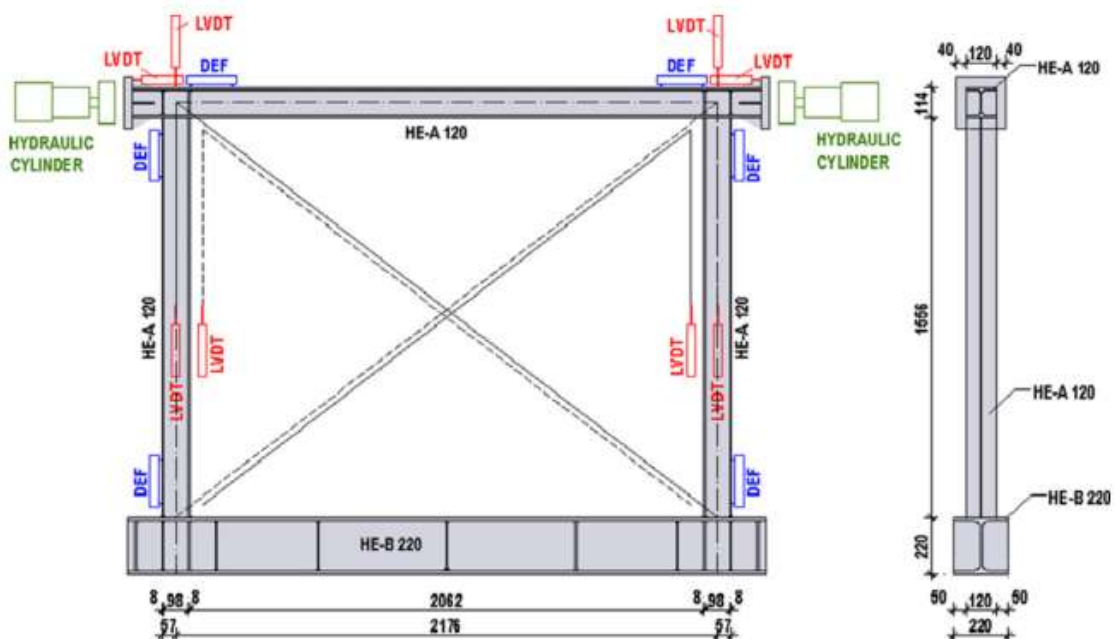 LVDT
LVDT
LVDT
LVDT
DEF
DEF
40 120 40
HE-A 120
114
HYDRAULIC
CYLINDER
HE-A 120
HYDRAULIC
CYLINDER
DEF
DEF
HE-A 120
LVDT
LVDT
LVDT
LVDT
HE-A 120
1556
HE-A 120
DEF
DEF
HE-B 220
HE-B 220
220
8 98 8
2062
8 98 8
50 120 50
57
2176
57
220